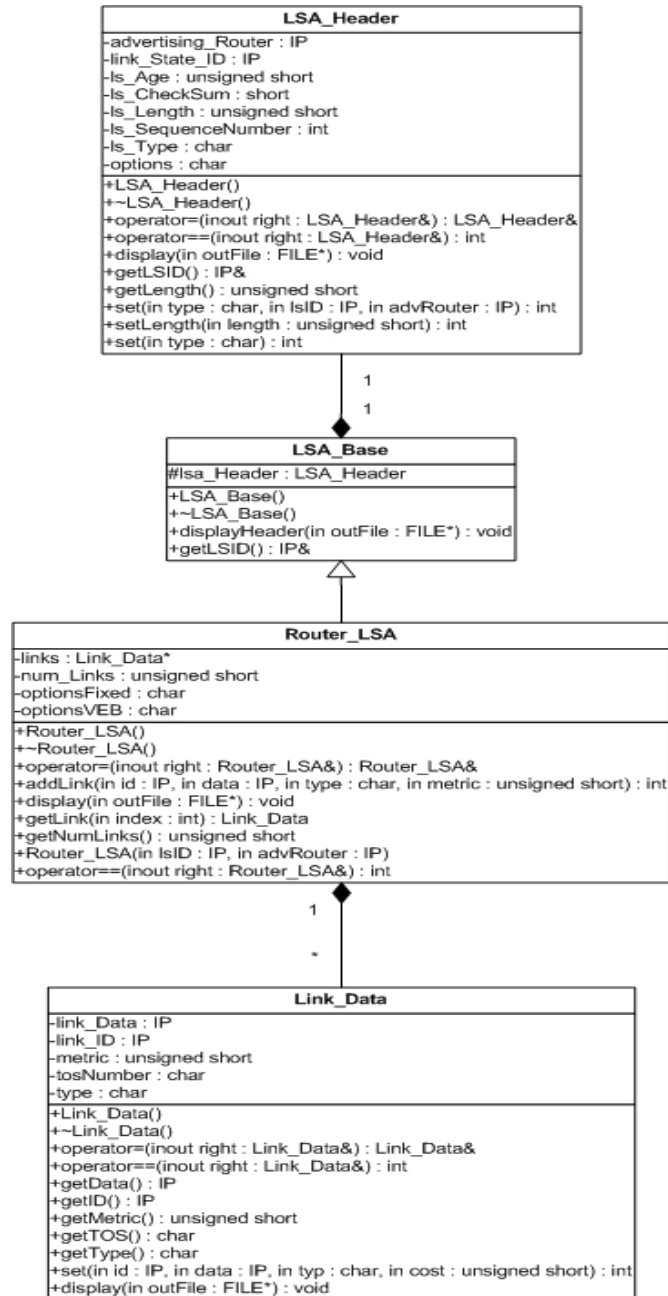 LSA_Header
-advertising_Router : IP
-link_State_ID : IP
-ls_Age : unsigned short
-ls_CheckSum : short
-ls_Length : unsigned short
-ls_SequenceNumber : int
-ls_Type : char
-options : char
+LSA_Header()
+~LSA_Header()
+operator=(inout right : LSA_Header&) : LSA_Header&
+operator==(inout right : LSA_Header&) : int
+display(in outFile : FILE*) : void
+getLSID() : IP&
+getLength() : unsigned short
+set(in type : char, in lsID : IP, in advRouter : IP) : int
+setLength(in length : unsigned short) : int
+set(in type : char) : int
1
1
LSA_Base
#lsa_Header : LSA_Header
+LSA_Base()
+~LSA_Base()
+displayHeader(in outFile : FILE*) : void
+getLSID() : IP&
Router_LSA
-links : Link_Data*
-num_Links : unsigned short
-optionsFixed : char
-optionsVEB : char
+Router_LSA()
+~Router_LSA()
+operator=(inout right : Router_LSA&) : Router_LSA&
+addLink(in id : IP, in data : IP, in type : char, in metric : unsigned short) : int
+display(in outFile : FILE*) : void
+getLink(in index : int) : Link_Data
+getNumLinks() : unsigned short
+Router_LSA(in lsID : IP, in advRouter : IP)
+operator==(inout right : Router_LSA&) : int
1
*
Link_Data
-link_Data : IP
-link_ID : IP
-metric : unsigned short
-tosNumber : char
-type : char
+Link_Data()
+~Link_Data()
+operator=(inout right : Link_Data&) : Link_Data&
+operator==(inout right : Link_Data&) : int
+getData() : IP
+getID() : IP
+getMetric() : unsigned short
+getTOS() : char
+getType() : char
+set(in id : IP, in data : IP, in typ : char, in cost : unsigned short) : int
+display(in outFile : FILE*) : void